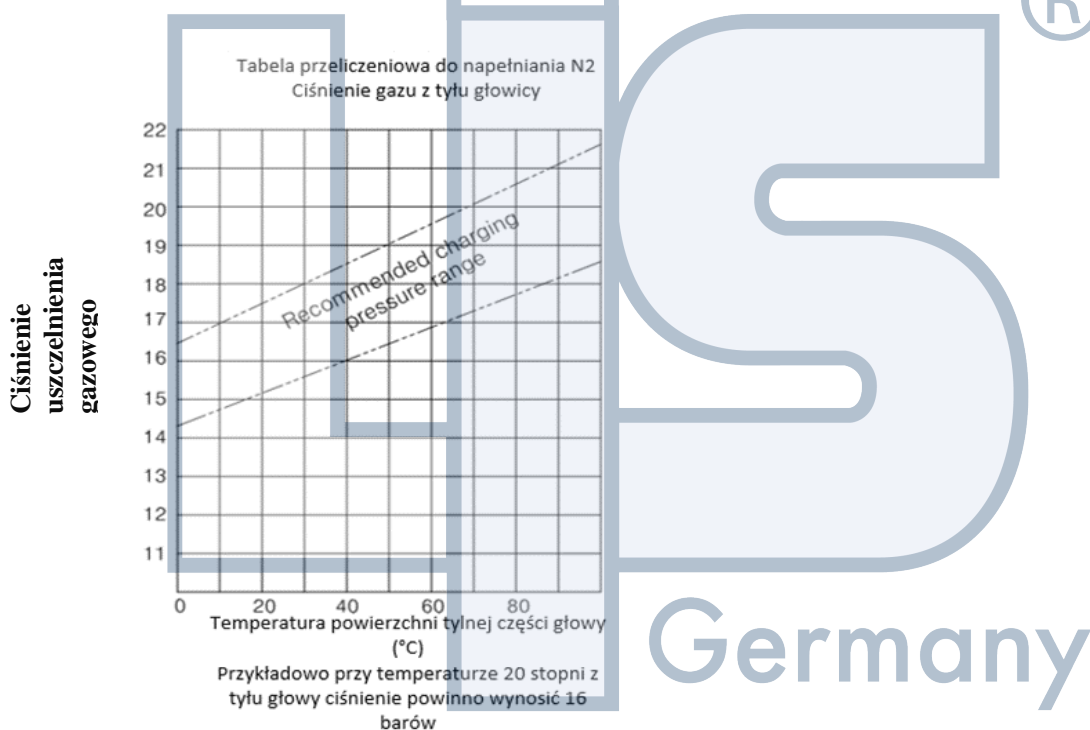 ®
Tabela przeliczeniowa do napełniania N2
Ciśnienie gazu z tyłu głowicy
Ciśnienie
uszczelnienia
gazowego
22
21
20
19
18
17
16
15
14
13
12
11
Recommended charging
pressure range
0 20 40 60 80
Temperatura powierzchni tylnej części głowy
(°C)
Przykładowo przy temperaturze 20 stopni z
tyłu głowy ciśnienie powinno wynosić 16
barów
HS
Germany